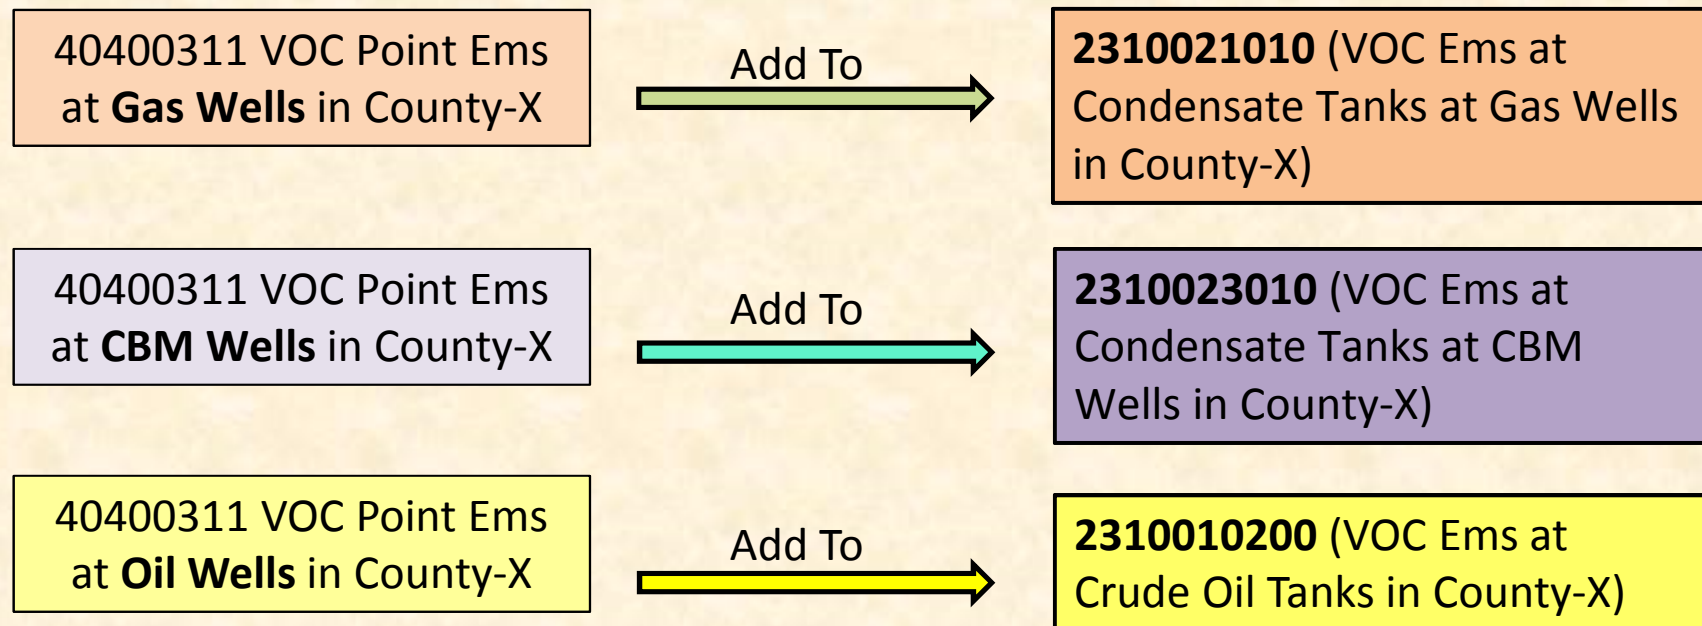 40400311 VOC Point Ems
at Gas Wells in County-X
Add To
2310021010 (VOC Ems at
Condensate Tanks at Gas Wells
in County-X)
40400311 VOC Point Ems
at CBM Wells in County-X
Add To
2310023010 (VOC Ems at
Condensate Tanks at CBM
Wells in County-X)
40400311 VOC Point Ems
at Oil Wells in County-X
Add To
2310010200 (VOC Ems at
Crude Oil Tanks in County-X)